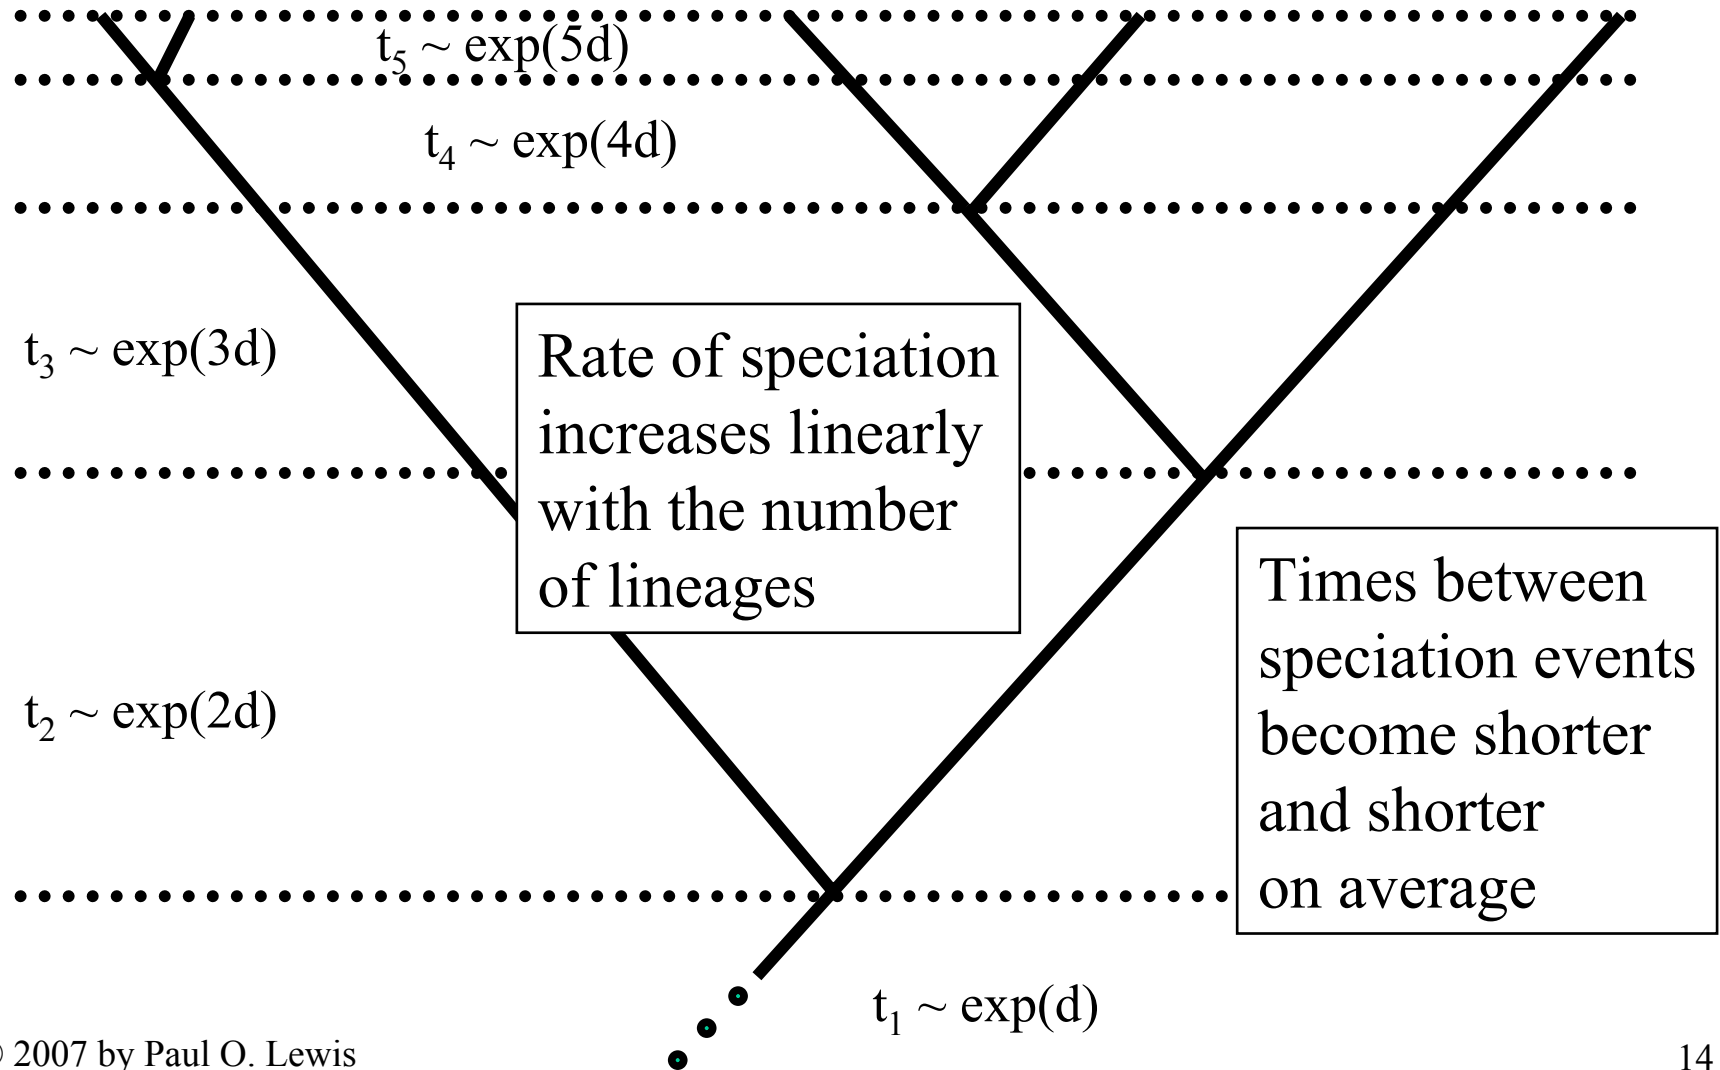 t₅ ~ exp(5d)
t₄ ~ exp(4d)
t₃ ~ exp(3d)
Rate of speciation
increases linearly
with the number
of lineages
Times between
speciation events
become shorter
and shorter
on average
t₂ ~ exp(2d)
t₁ ~ exp(d)
2007 by Paul O. Lewis
14